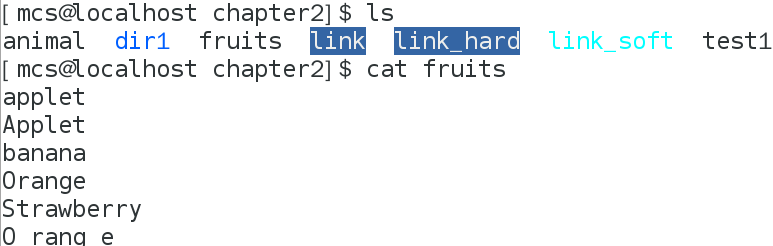 [mcs@localhost chapter2]$ ls
animal dir1 fruits link link_hard link_soft test1
[mcs@localhost chapter2]$ cat fruits
applet
Applet
banana
Orange
Strawberry
O rang e